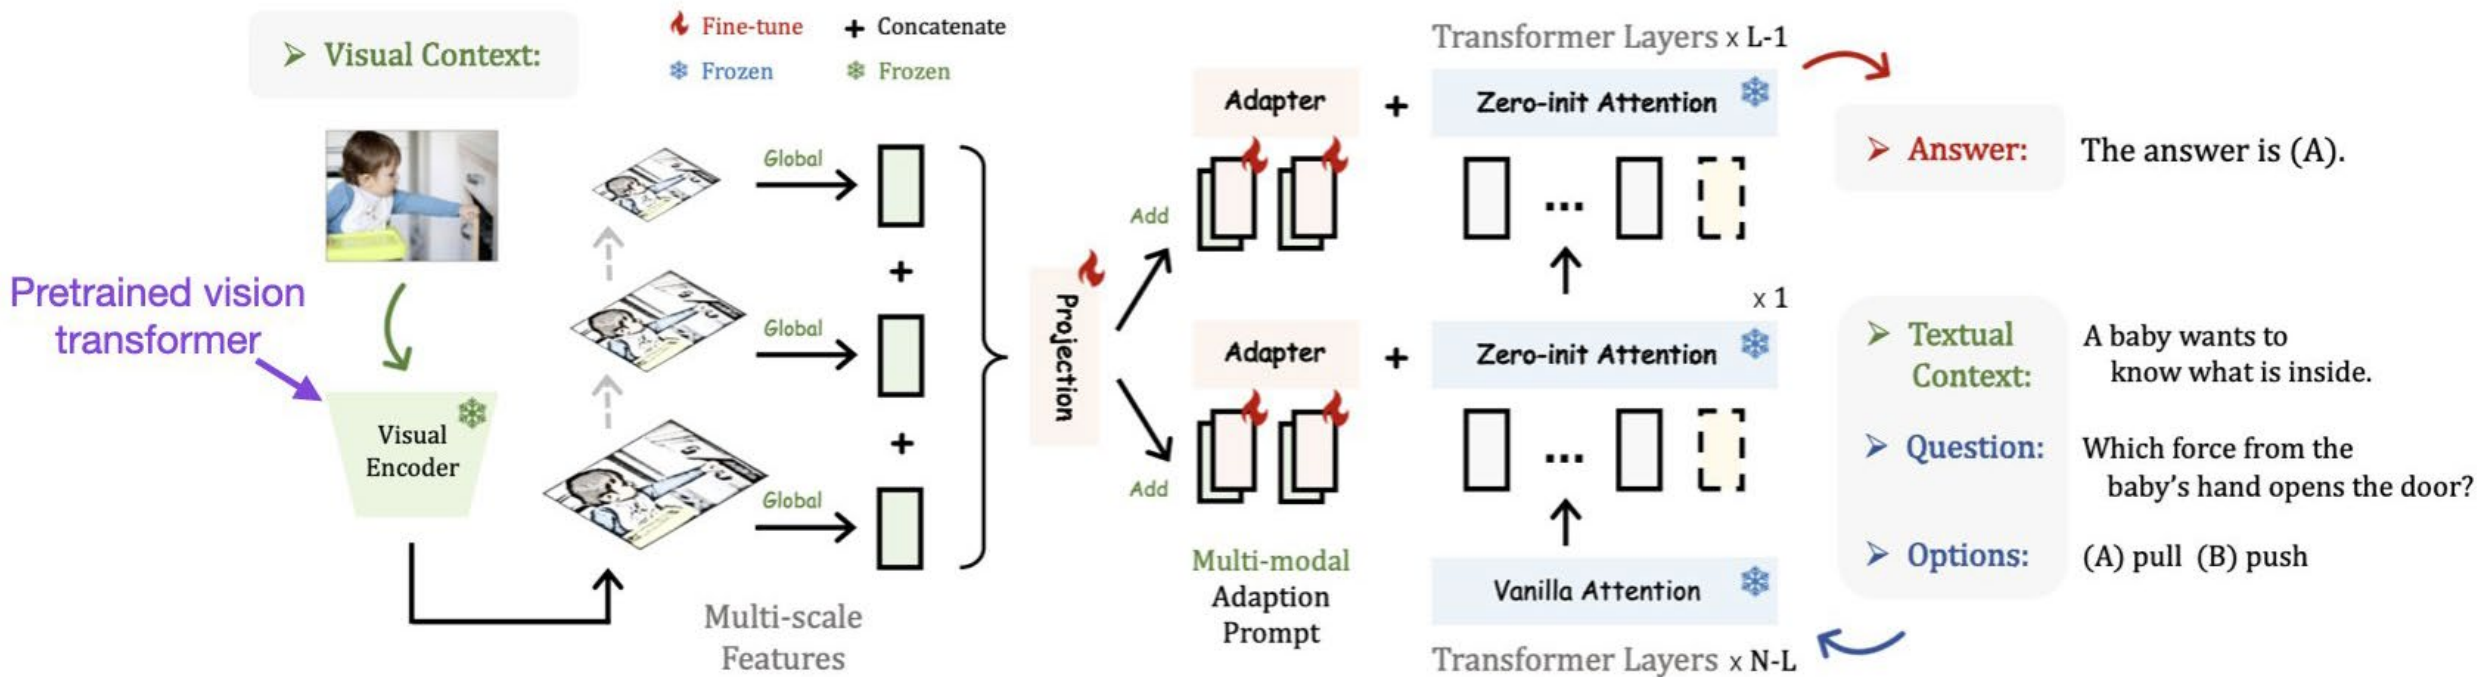 ➤ Visual Context:
Fine-tune
+ Concatenate
Frozen
Frozen
Pretrained vision
transformer
Visual
Encoder
Global
+
Global
+
Global
Multi-scale
Features
Projection
Add
Add
Transformer Layers x L-1
Adapter
+
Zero-init Attention
...
x 1
Adapter
+
Zero-init Attention
...
Multi-modal
Adaption
Prompt
Vanilla Attention
Transformer Layers x N-L
➤ Answer: The answer is (A).
➤ Textual
Context:
A baby wants to
know what is inside.
➤ Question: Which force from the
baby's hand opens the door?
➤ Options: (A) pull (B) push